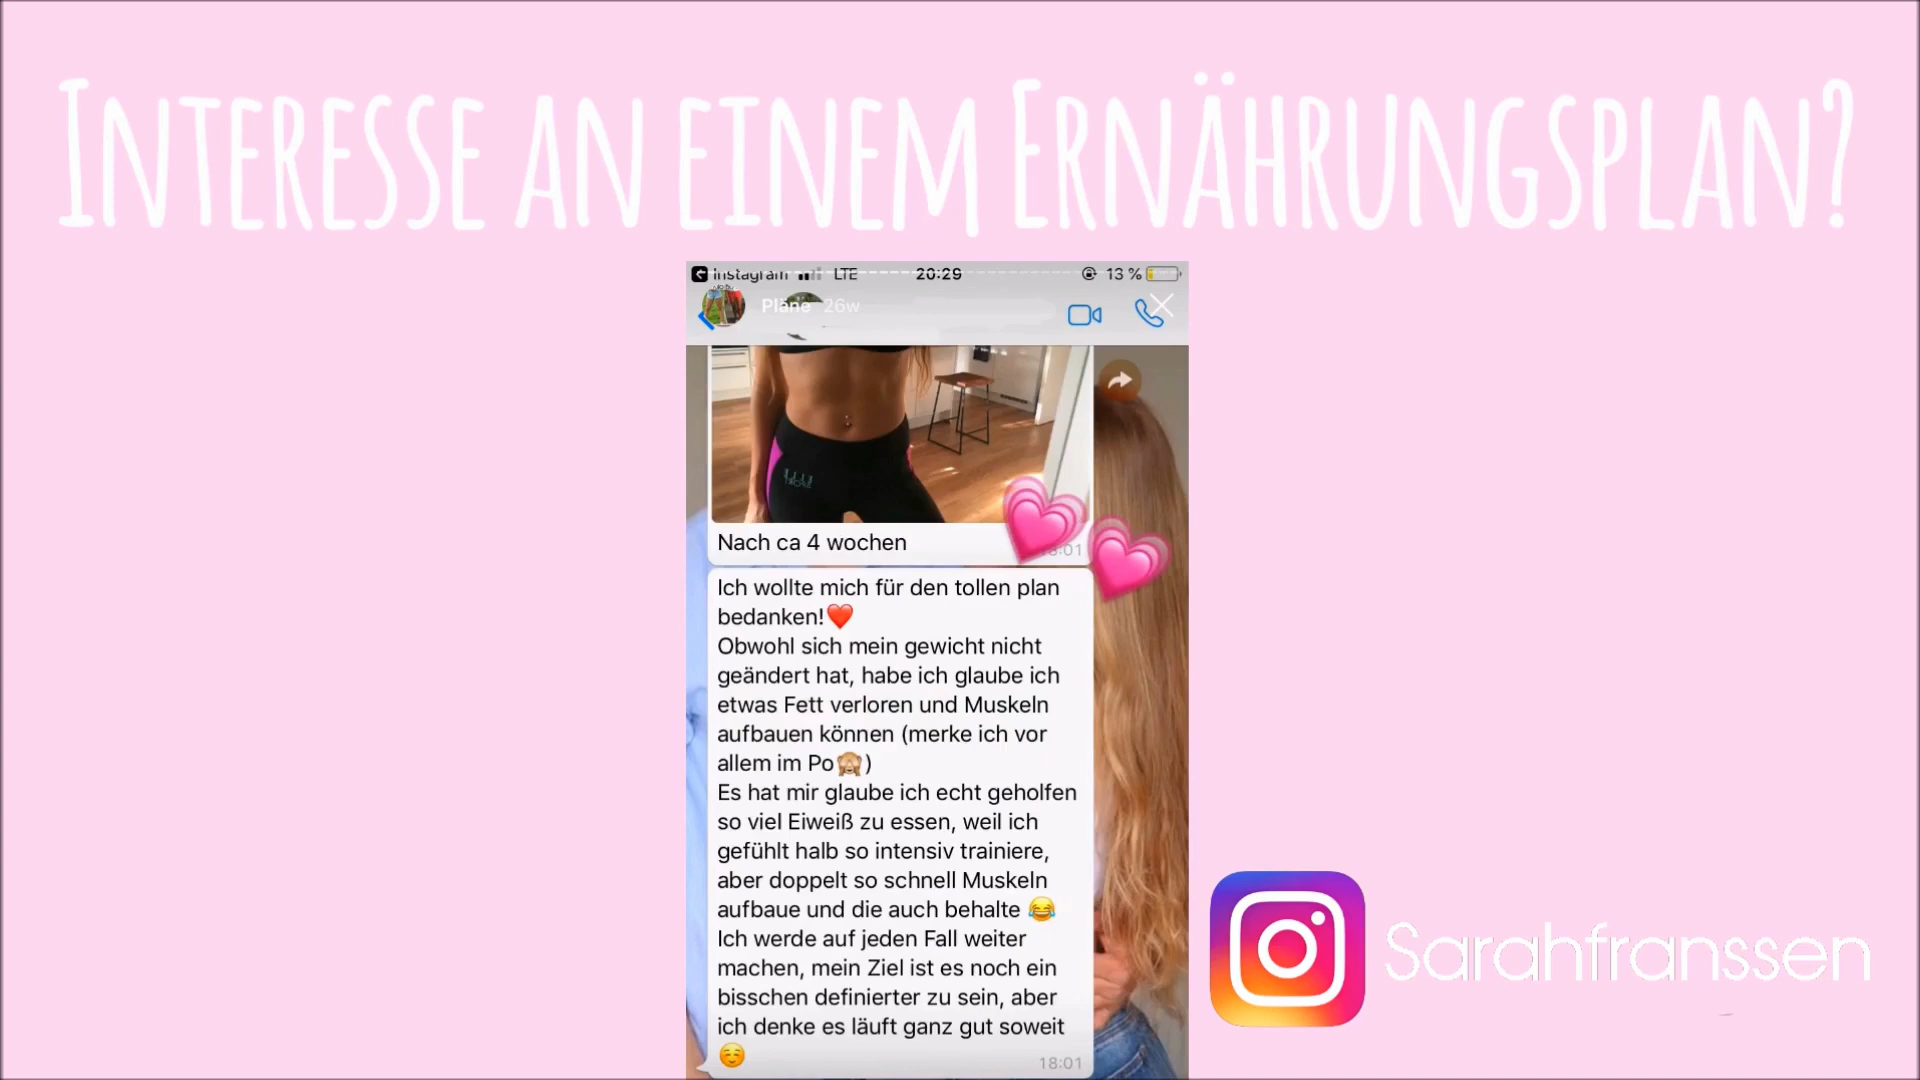 Interesse an einem Ernährungsplan?
Instagram LTE 20:29 13 %
Pläne 26w
Nach ca 4 wochen
18:01
Ich wollte mich für den tollen plan
bedanken!❤️
Obwohl sich mein gewicht nicht
geändert hat, habe ich glaube ich
etwas Fett verloren und Muskeln
aufbauen können (merke ich vor
allem im Po🙈)
Es hat mir glaube ich echt geholfen
so viel Eiweiß zu essen, weil ich
gefühlt halb so intensiv trainiere,
aber doppelt so schnell Muskeln
aufbaue und die auch behalte 😂
Ich werde auf jeden Fall weiter
machen, mein Ziel ist es noch ein
bisschen definierter zu sein, aber
ich denke es läuft ganz gut soweit
☺️
18:01
Sarahfranssen